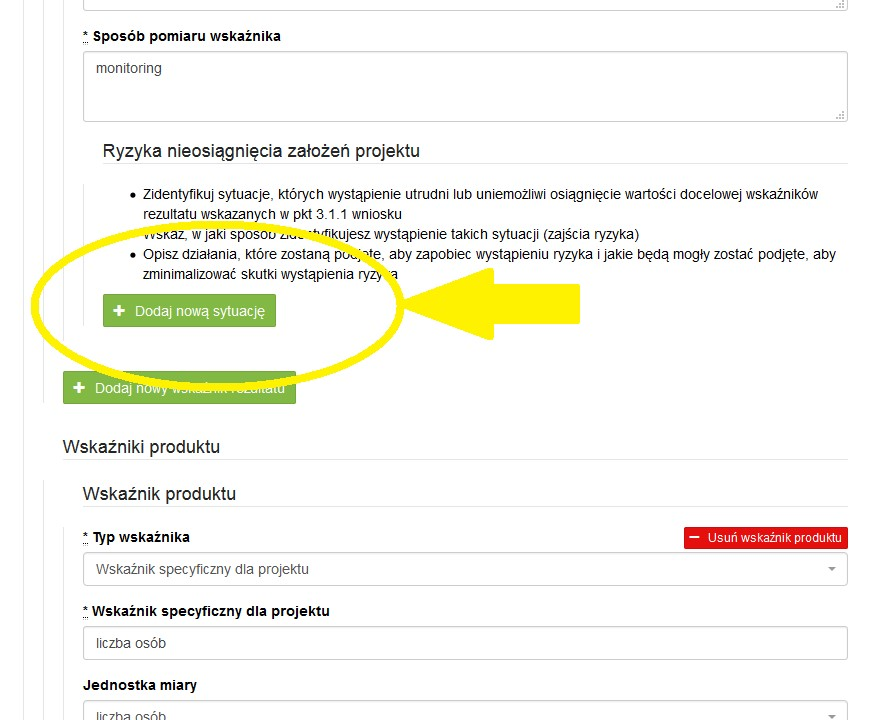 * Sposób pomiaru wskaźnika
monitoring
Ryzyka nieosiągnięcia założeń projektu
• Zidentyfikuj sytuacje, których wystąpienie utrudni lub uniemożliwi osiągnięcie wartości docelowej wskaźników
rezultatu wskazanych w pkt 3.1.1 wniosku
Wskaż, w jaki sposób zidentyfikujesz wystąpienie takich sytuacji (zajścia ryzyka)
• Opisz działania, które zostaną podjęte, aby zapobiec wystąpieniu ryzyka i jakie będą mogły zostać podjęte, aby
zminimalizować skutki wystąpienia ryzyka
+ Dodaj nową sytuację
+ Dodaj nowy wskaźnik rezultatu
Wskaźniki produktu
Wskaźnik produktu
* Typ wskaźnika
− Usuń wskaźnik produktu
Wskaźnik specyficzny dla projektu
* Wskaźnik specyficzny dla projektu
liczba osób
Jednostka miary
liczba osób